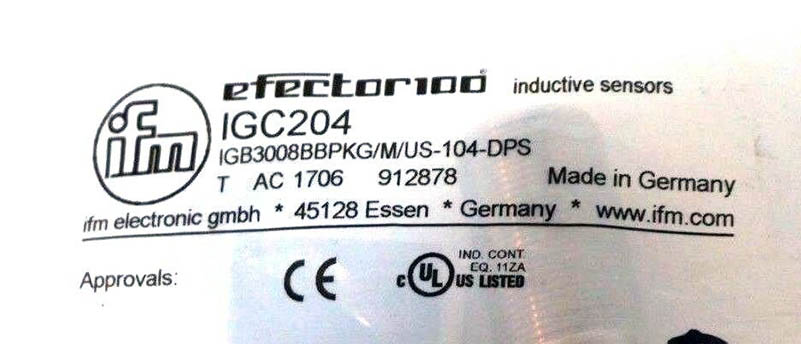 efector100® inductive sensors
ifm
IGC204
IGB3008BBPKG/M/US-104-DPS
T AC 1706 912878 Made in Germany
ifm electronic gmbh * 45128 Essen * Germany * www.ifm.com
Approvals: CE c UL US LISTED
IND. CONT.
EQ. 11ZA